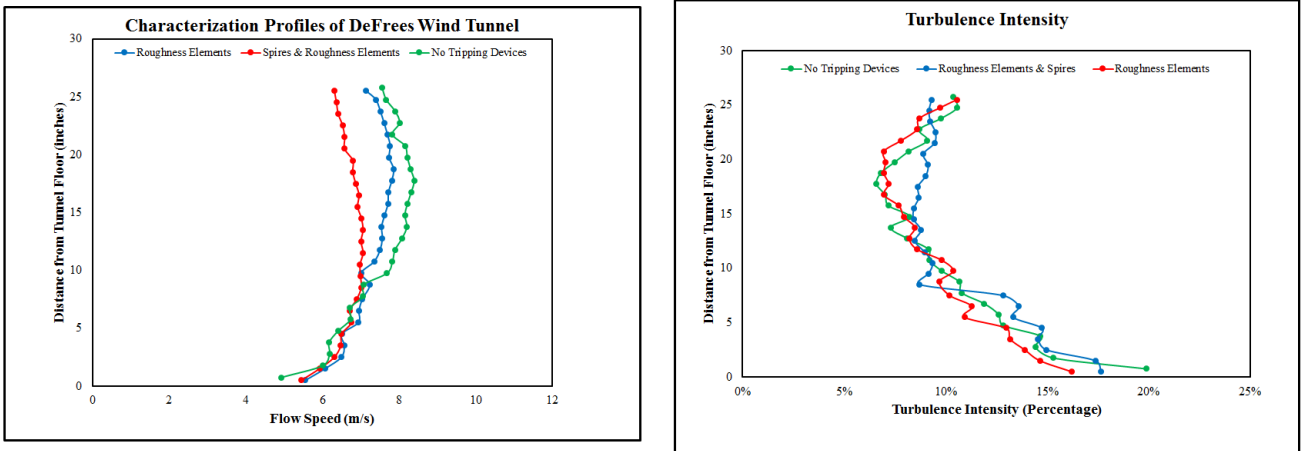 Characterization Profiles of DeFrees Wind Tunnel
30
Roughness Elements
Spires & Roughness Elements
No Tripping Devices
25
20
15
10
5
0
Distance from Tunnel Floor (inches)
0 2 4 6 8 10 12
Flow Speed (m/s)
Turbulence Intensity
30
No Tripping Devices
Roughness Elements & Spires
Roughness Elements
25
20
15
10
5
0
Distance from Tunnel Floor (inches)
0% 5% 10% 15% 20% 25%
Turbulence Intensity (Percentage)